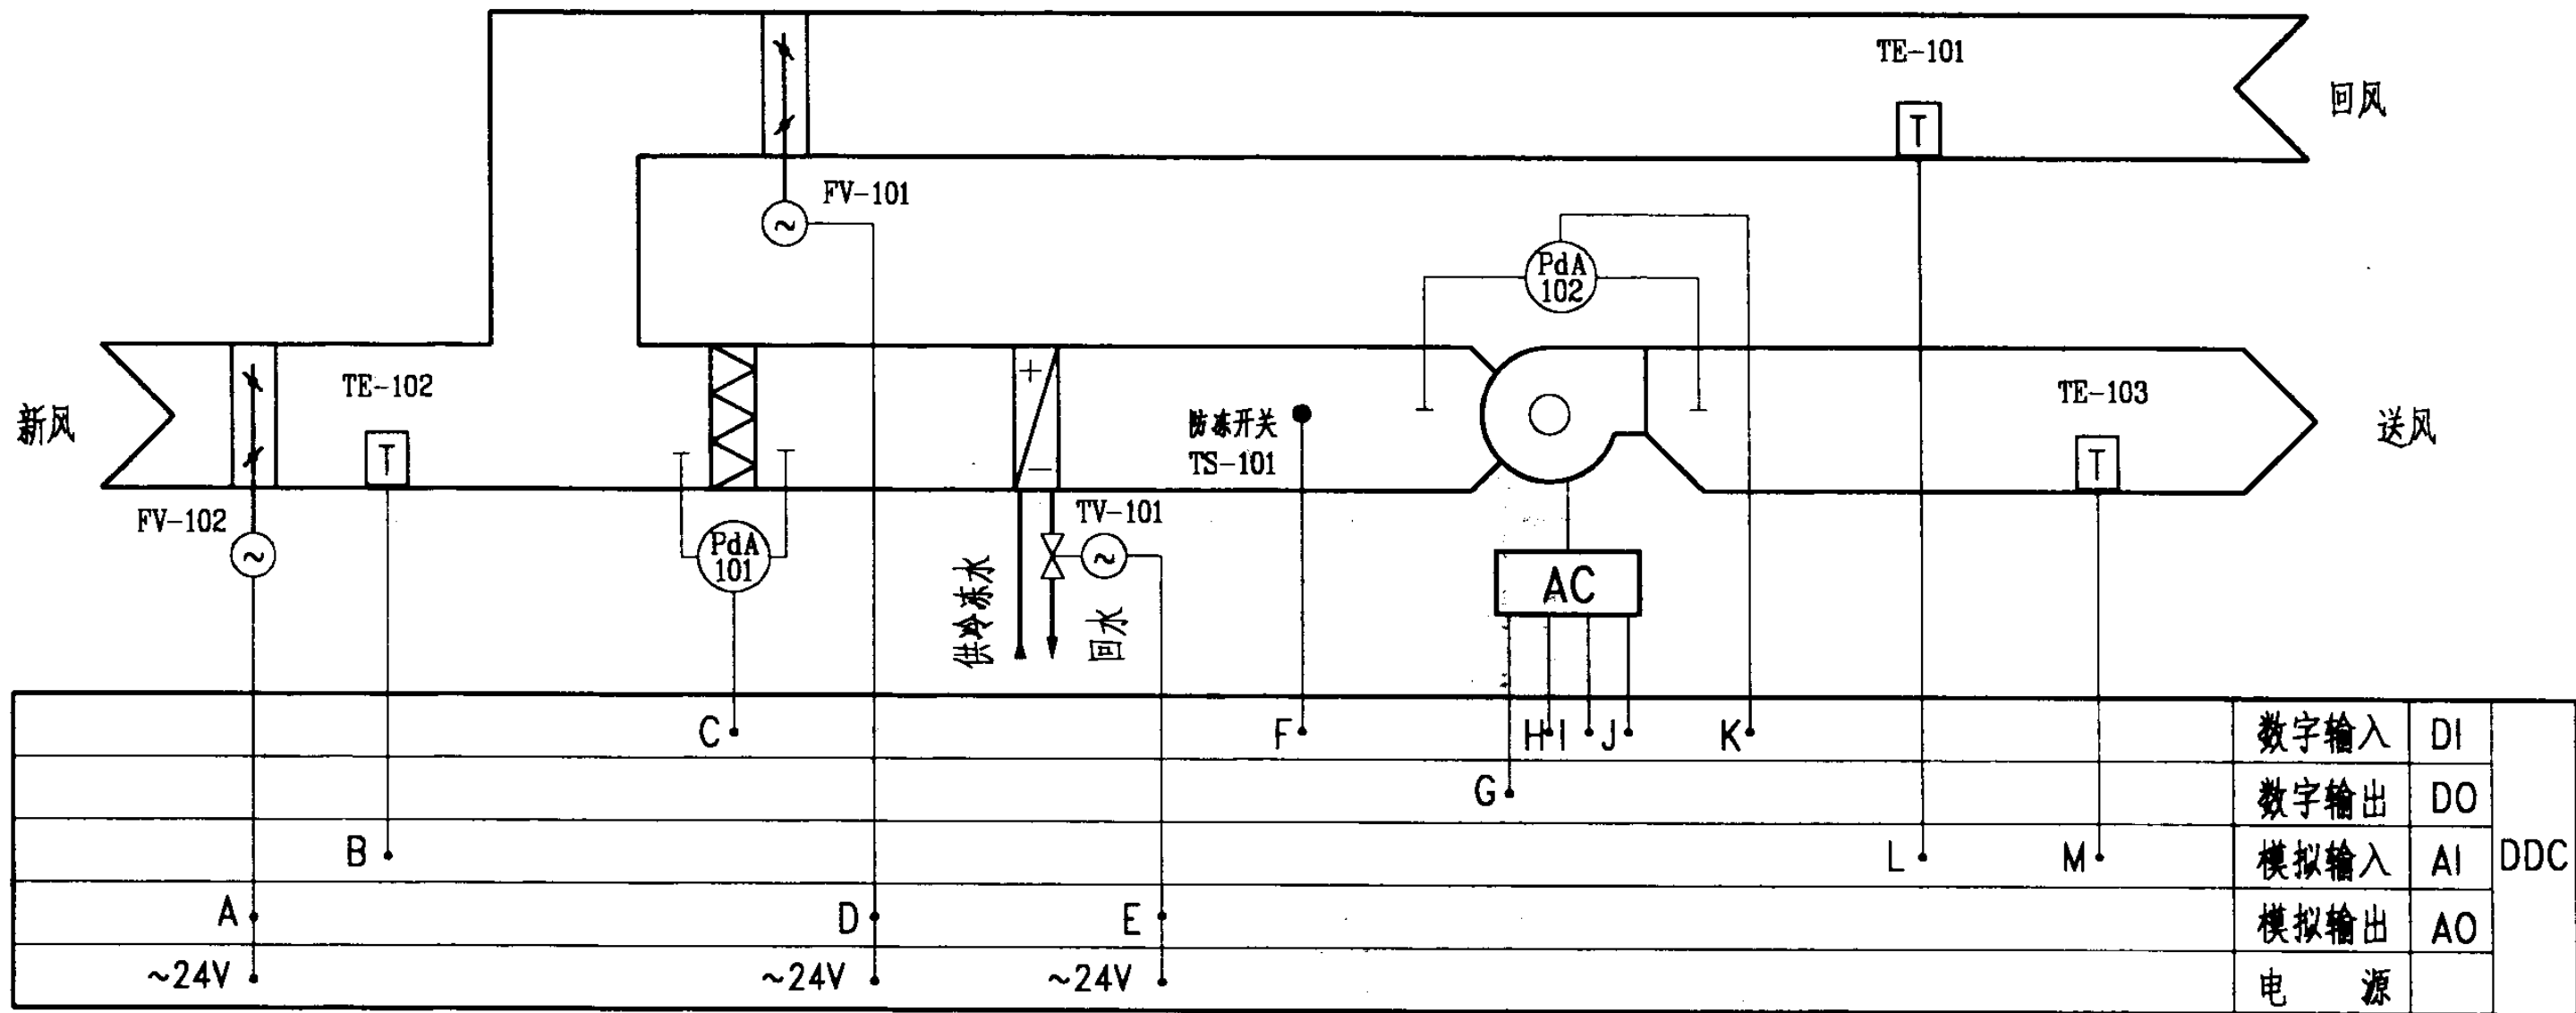 TE-101
回风
T
FV-101
~
PdA
102
TE-102
TE-103
新风
防冻开关
TS-101
送风
T
T
+
-
FV-102
TV-101
~
PdA
101
~
AC
供冷冻水
回水
C
F
H
I
J
K
数字输入
DI
G
数字输出
DO
B
L
M
模拟输入
AI
DDC
A
D
E
模拟输出
AO
~24V
~24V
~24V
电 源